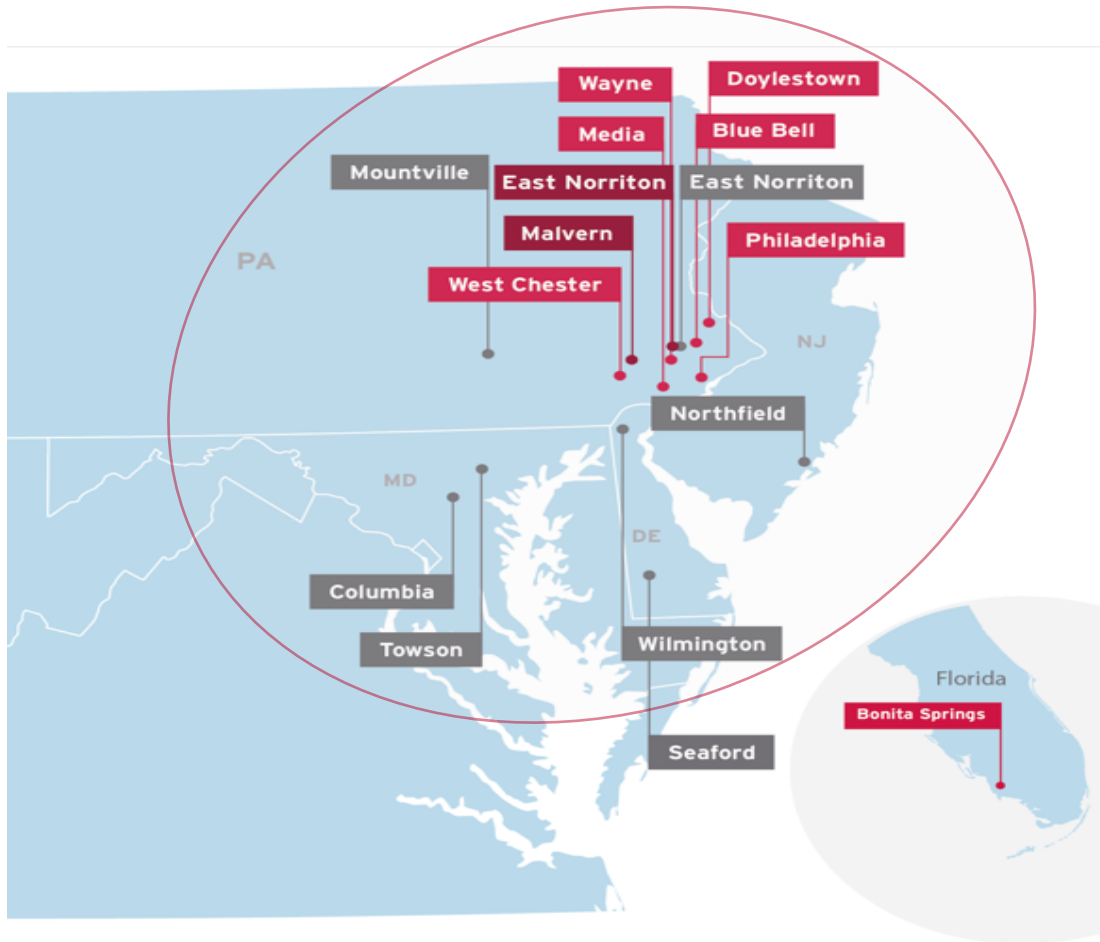 Wayne
Doylestown
Media
Blue Bell
Mountville
East Norriton
East Norriton
Malvern
Philadelphia
PA
West Chester
NJ
Northfield
MD
DE
Columbia
Towson
Wilmington
Florida
Bonita Springs
Seaford